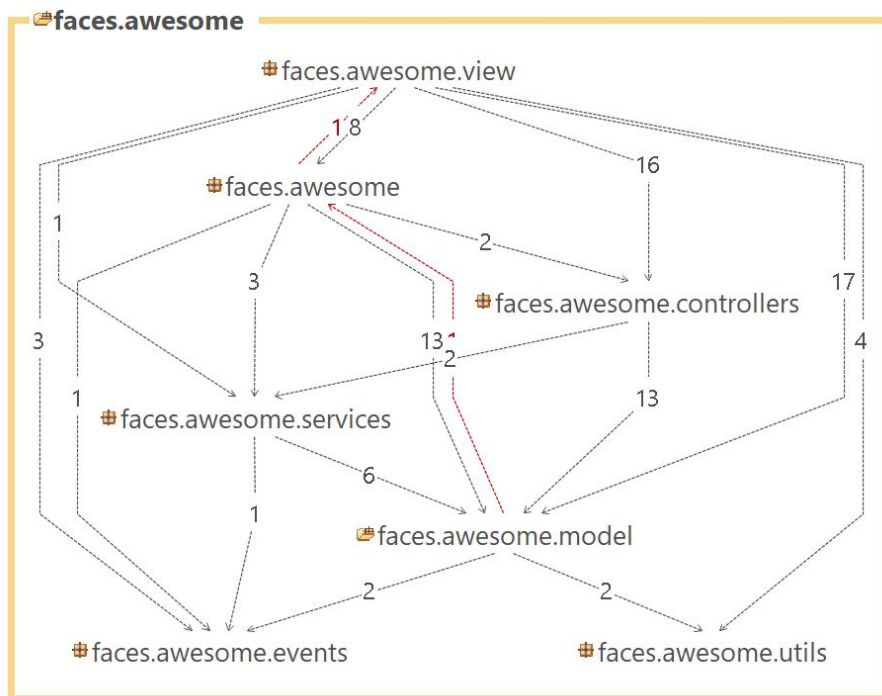 faces.awesome
faces.awesome.view
1 8
16
faces.awesome
1
2
3
17
faces.awesome.controllers
3
13 1
4
2
1
13
faces.awesome.services
6
1
faces.awesome.model
2
2
faces.awesome.events
faces.awesome.utils